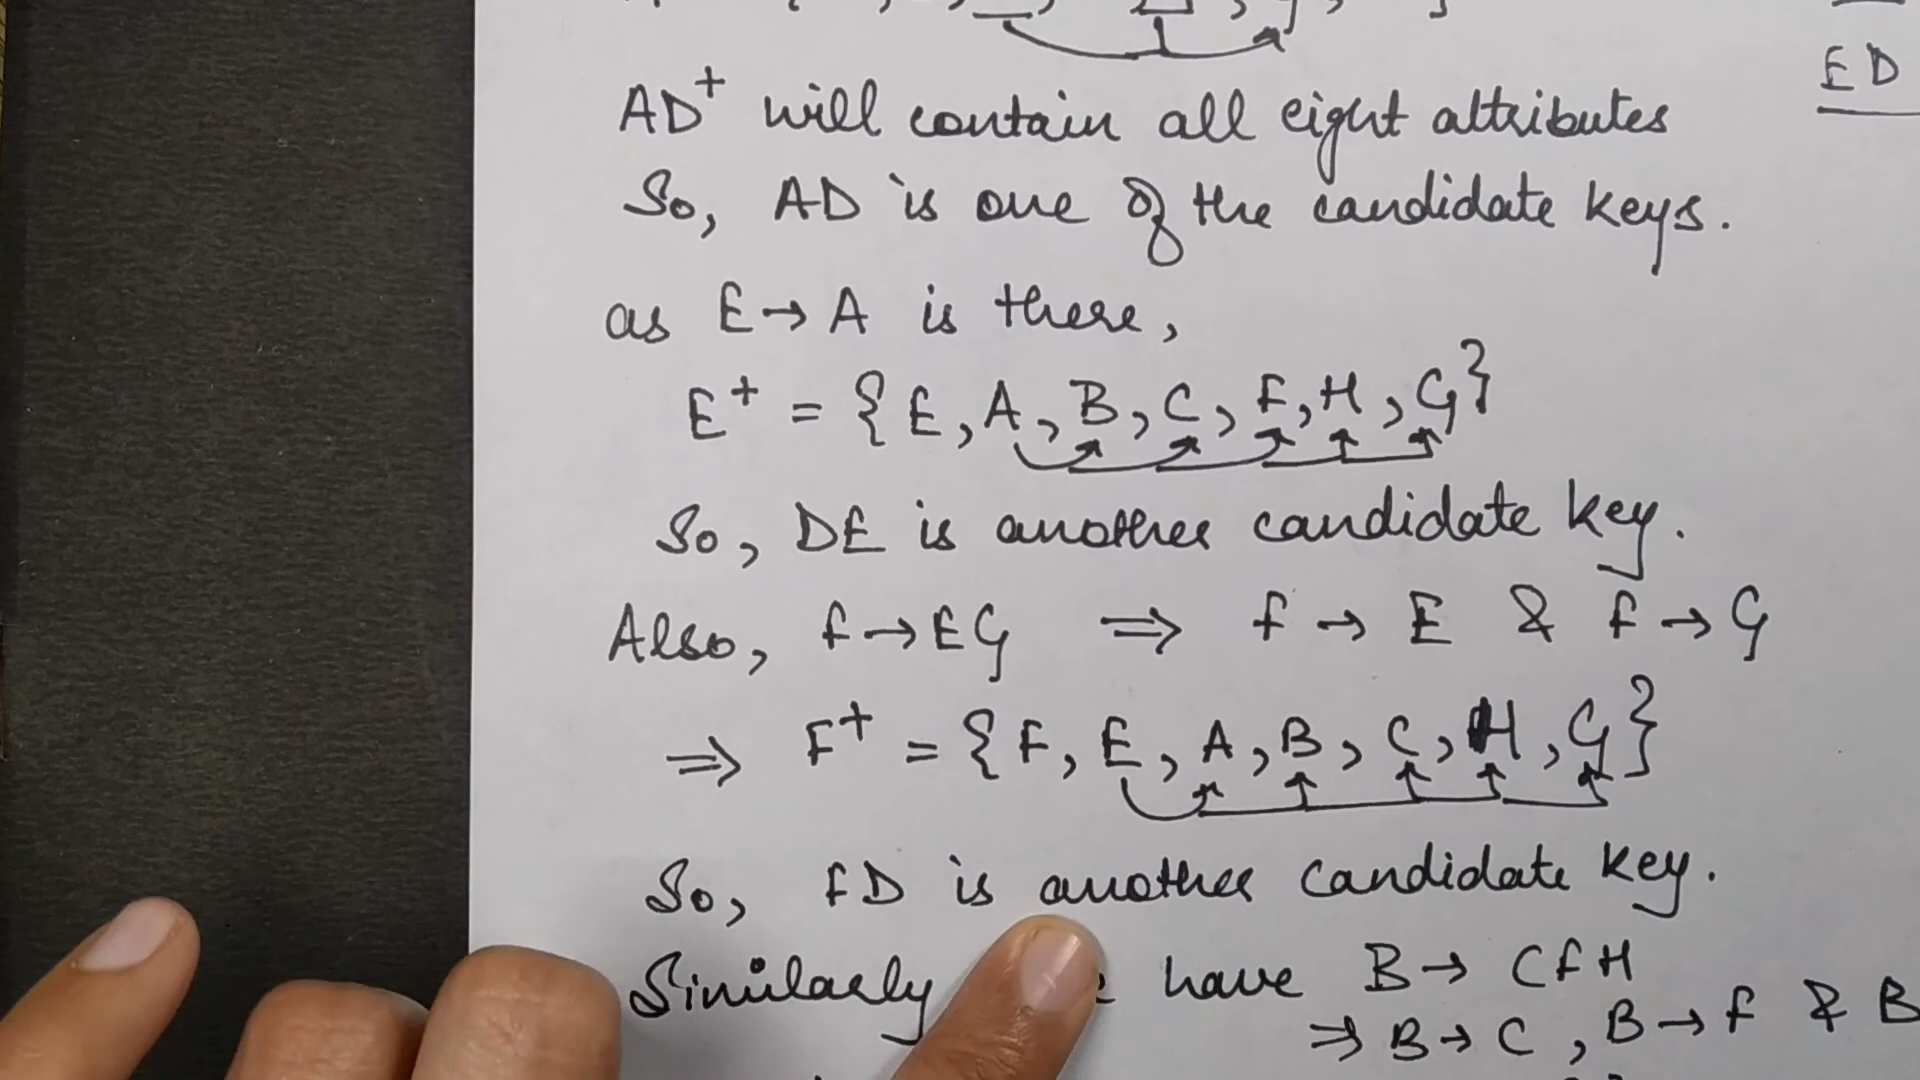 AD⁺ will contain all eight attributes
ED
So, AD is one of the candidate keys.
as E → A is there,
E⁺ = {E, A, B, C, F, H, G}
So, DE is another candidate key.
Also, F → EG ⇒ F → E & F → G
⇒ F⁺ = {F, E, A, B, C, H, G}
So, FD is another candidate key.
Similarly have B → CFH
⇒ B → C, B → F & B